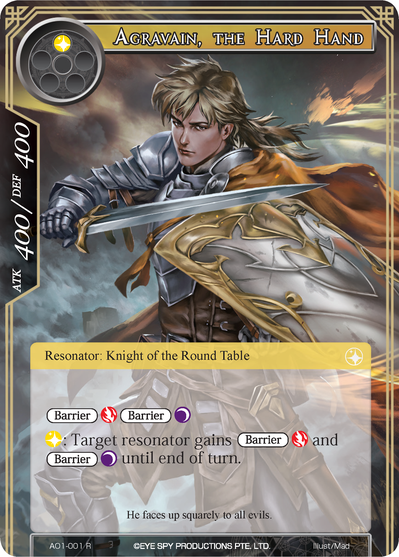 AGRAVAIN, THE HARD HAND
ATK 400/DEF 400
Resonator: Knight of the Round Table
Barrier Barrier
: Target resonator gains Barrier and
Barrier until end of turn.
He faces up squarely to all evils.
A01-001 R ©EYE SPY PRODUCTIONS PTE. LTD. Illust/Mad